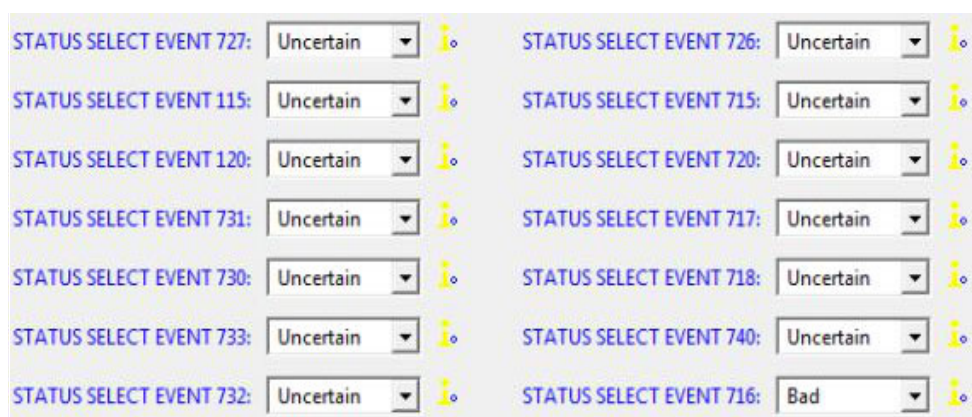 STATUS SELECT EVENT 727: Uncertain STATUS SELECT EVENT 726: Uncertain
STATUS SELECT EVENT 115: Uncertain STATUS SELECT EVENT 715: Uncertain
STATUS SELECT EVENT 120: Uncertain STATUS SELECT EVENT 720: Uncertain
STATUS SELECT EVENT 731: Uncertain STATUS SELECT EVENT 717: Uncertain
STATUS SELECT EVENT 730: Uncertain STATUS SELECT EVENT 718: Uncertain
STATUS SELECT EVENT 733: Uncertain STATUS SELECT EVENT 740: Uncertain
STATUS SELECT EVENT 732: Uncertain STATUS SELECT EVENT 716: Bad